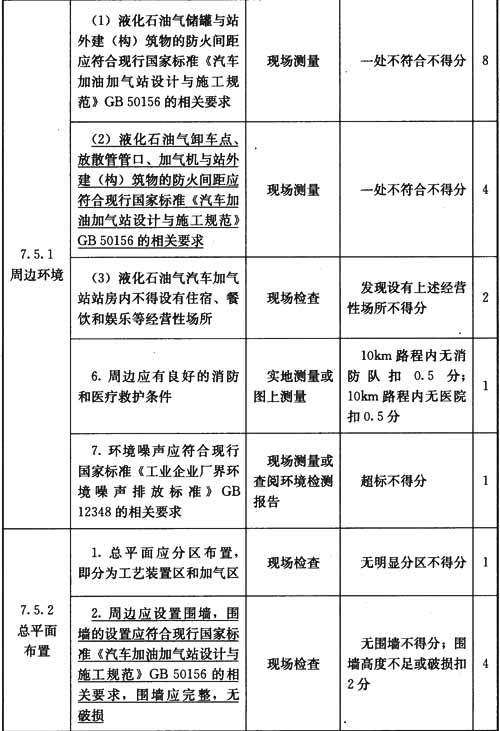 (1) 液化石油气储罐与站
外建（构）筑物的防火间距
应符合现行国家标准《汽车
加油加气站设计与施工规
范》GB 50156 的相关要求
现场测量
一处不符合不得分
8
(2) 液化石油气卸车点、
放散管管口、加气机与站外
建（构）筑物的防火间距应
符合现行国家标准《汽车加
油加气站设计与施工规范》
GB 50156 的相关要求
现场测量
一处不符合不得分
4
7.5.1
周边环境
(3) 液化石油气汽车加气
站站房内不得设有住宿、餐
饮和娱乐等经营性场所
现场检查
发现设有上述经营
性场所不得分
2
6. 周边应有良好的消防
和医疗救护条件
实地测量或
图上测量
10km 路程内无消
防队扣 0.5 分；
10km 路程内无医院
扣 0.5 分
1
7. 环境噪声应符合现行
国家标准《工业企业厂界环
境噪声排放标准》GB
12348 的相关要求
现场测量或
查阅环境检测
报告
超标不得分
1
7.5.2
总平面
布置
1. 总平面应分区布置，
即分为工艺装置区和加气区
现场检查
无明显分区不得分
1
2. 周边应设置围墙，围
墙的设置应符合现行国家标
准《汽车加油加气站设计与
施工规范》GB 50156 的相
关要求，围墙应完整，无
破损
现场检查
无围墙不得分；围
墙高度不足或破损扣
2 分
4